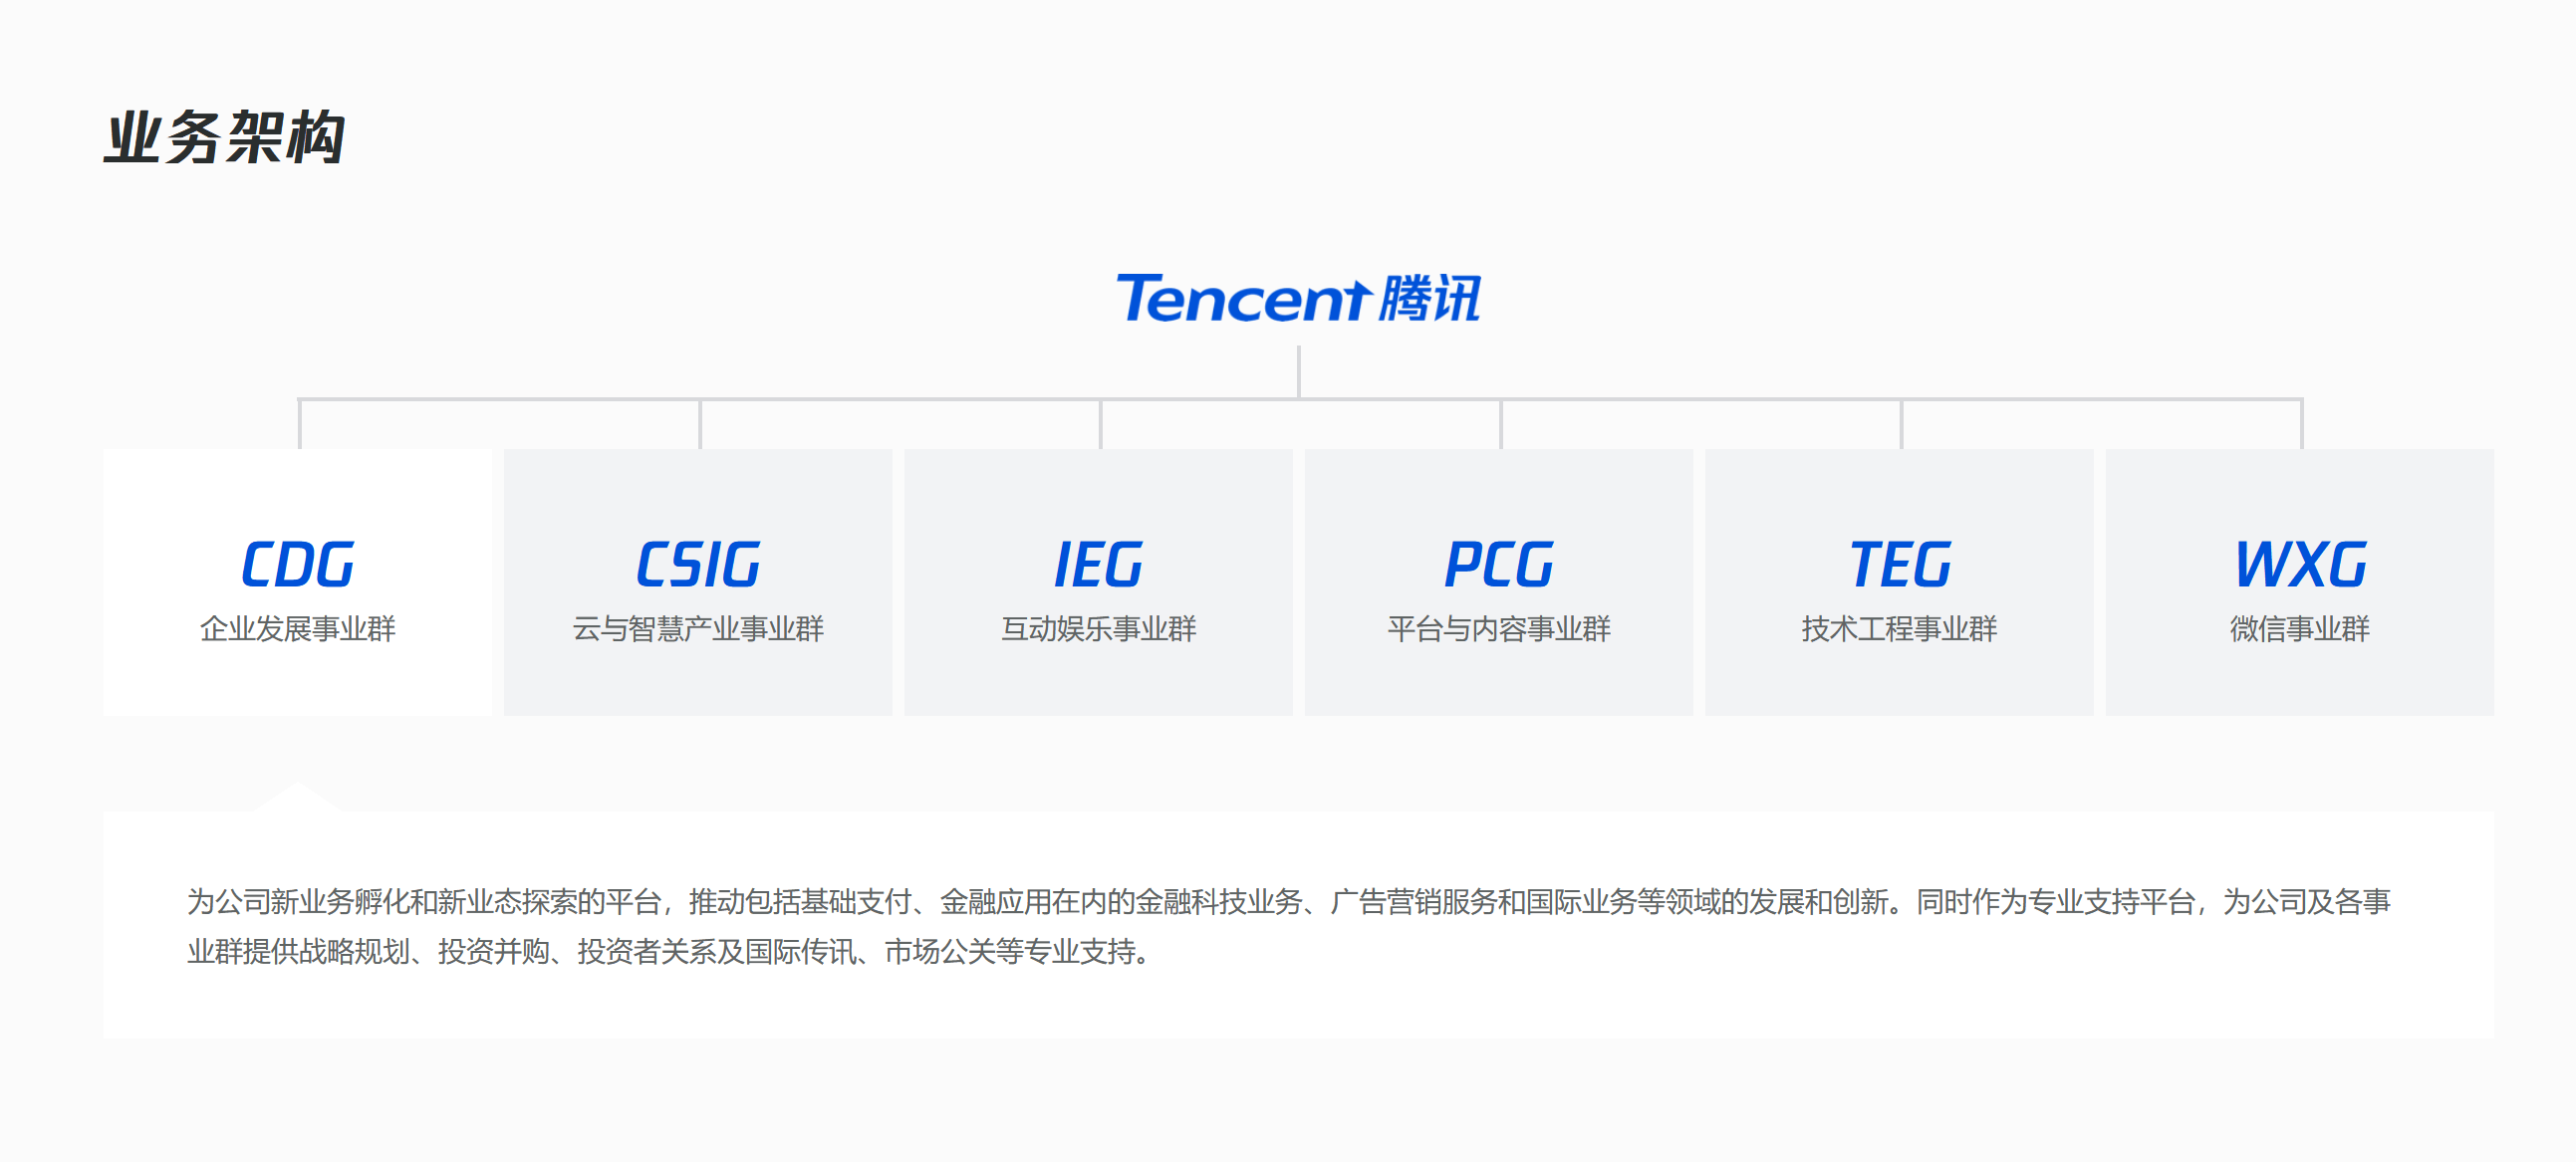 业务架构
Tencent 腾讯
CDG
企业发展事业群
CSIG
云与智慧产业事业群
IEG
互动娱乐事业群
PCG
平台与内容事业群
TEG
技术工程事业群
WXG
微信事业群
为公司新业务孵化和新业态探索的平台，推动包括基础支付、金融应用在内的金融科技业务、广告营销服务和国际业务等领域的发展和创新。同时作为专业支持平台，为公司及各事
业群提供战略规划、投资并购、投资者关系及国际传讯、市场公关等专业支持。